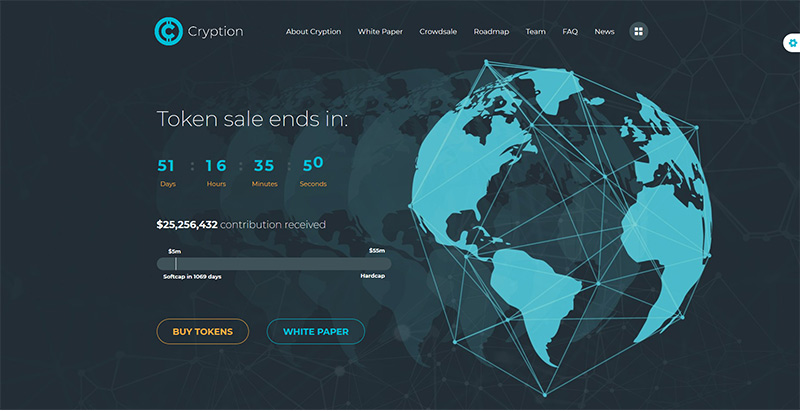 Cryption
About Cryption White Paper Crowdsale Roadmap Team FAQ News
Token sale ends in:
51 : 16 : 35 : 50
Days Hours Minutes Seconds
$25,256,432 contribution received
$5m $55m
Softcap in 1069 days Hardcap
BUY TOKENS WHITE PAPER